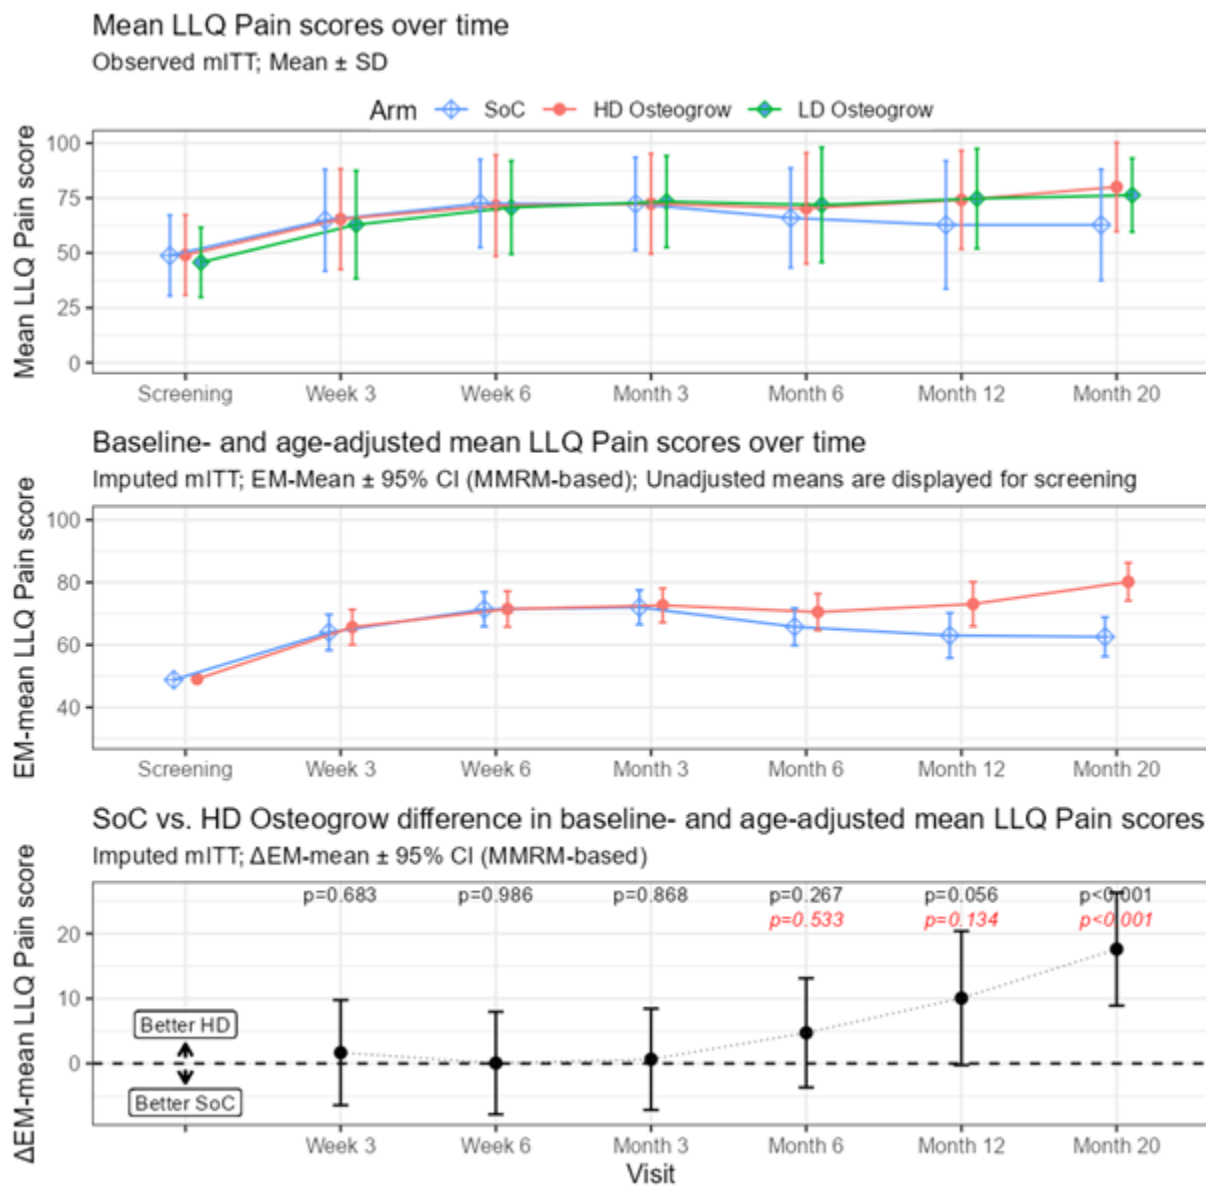 Mean LLQ Pain scores over time
Observed mITT; Mean ± SD
Arm SoC HD Osteogrow LD Osteogrow
Mean LLQ Pain score
100
75
50
25
0
Screening Week 3 Week 6 Month 3 Month 6 Month 12 Month 20
Baseline- and age-adjusted mean LLQ Pain scores over time
Imputed mITT; EM-Mean ± 95% CI (MMRM-based); Unadjusted means are displayed for screening
EM-mean LLQ Pain score
100
80
60
40
Screening Week 3 Week 6 Month 3 Month 6 Month 12 Month 20
SoC vs. HD Osteogrow difference in baseline- and age-adjusted mean LLQ Pain scores
Imputed mITT; ΔEM-mean ± 95% CI (MMRM-based)
ΔEM-mean LLQ Pain score
p=0.683 p=0.986 p=0.868 p=0.267 p=0.056 p<0.001
p=0.533 p=0.134 p<0.001
20
10
0
Better HD
Better SoC
Week 3 Week 6 Month 3 Month 6 Month 12 Month 20
Visit